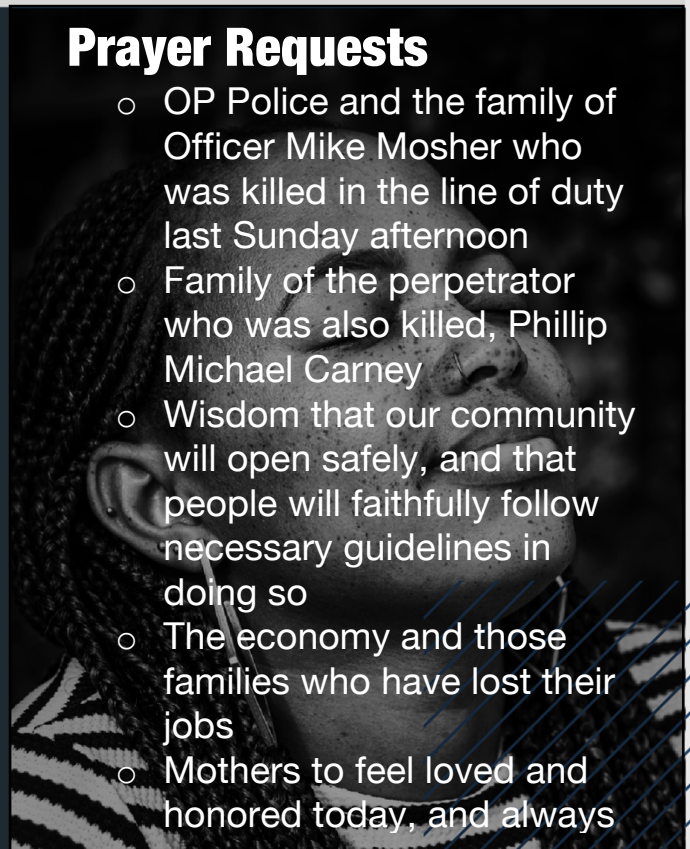 Prayer Requests
○ OP Police and the family of
Officer Mike Mosher who
was killed in the line of duty
last Sunday afternoon
○ Family of the perpetrator
who was also killed, Phillip
Michael Carney
○ Wisdom that our community
will open safely, and that
people will faithfully follow
necessary guidelines in
doing so
○ The economy and those
families who have lost their
jobs
○ Mothers to feel loved and
honored today, and always